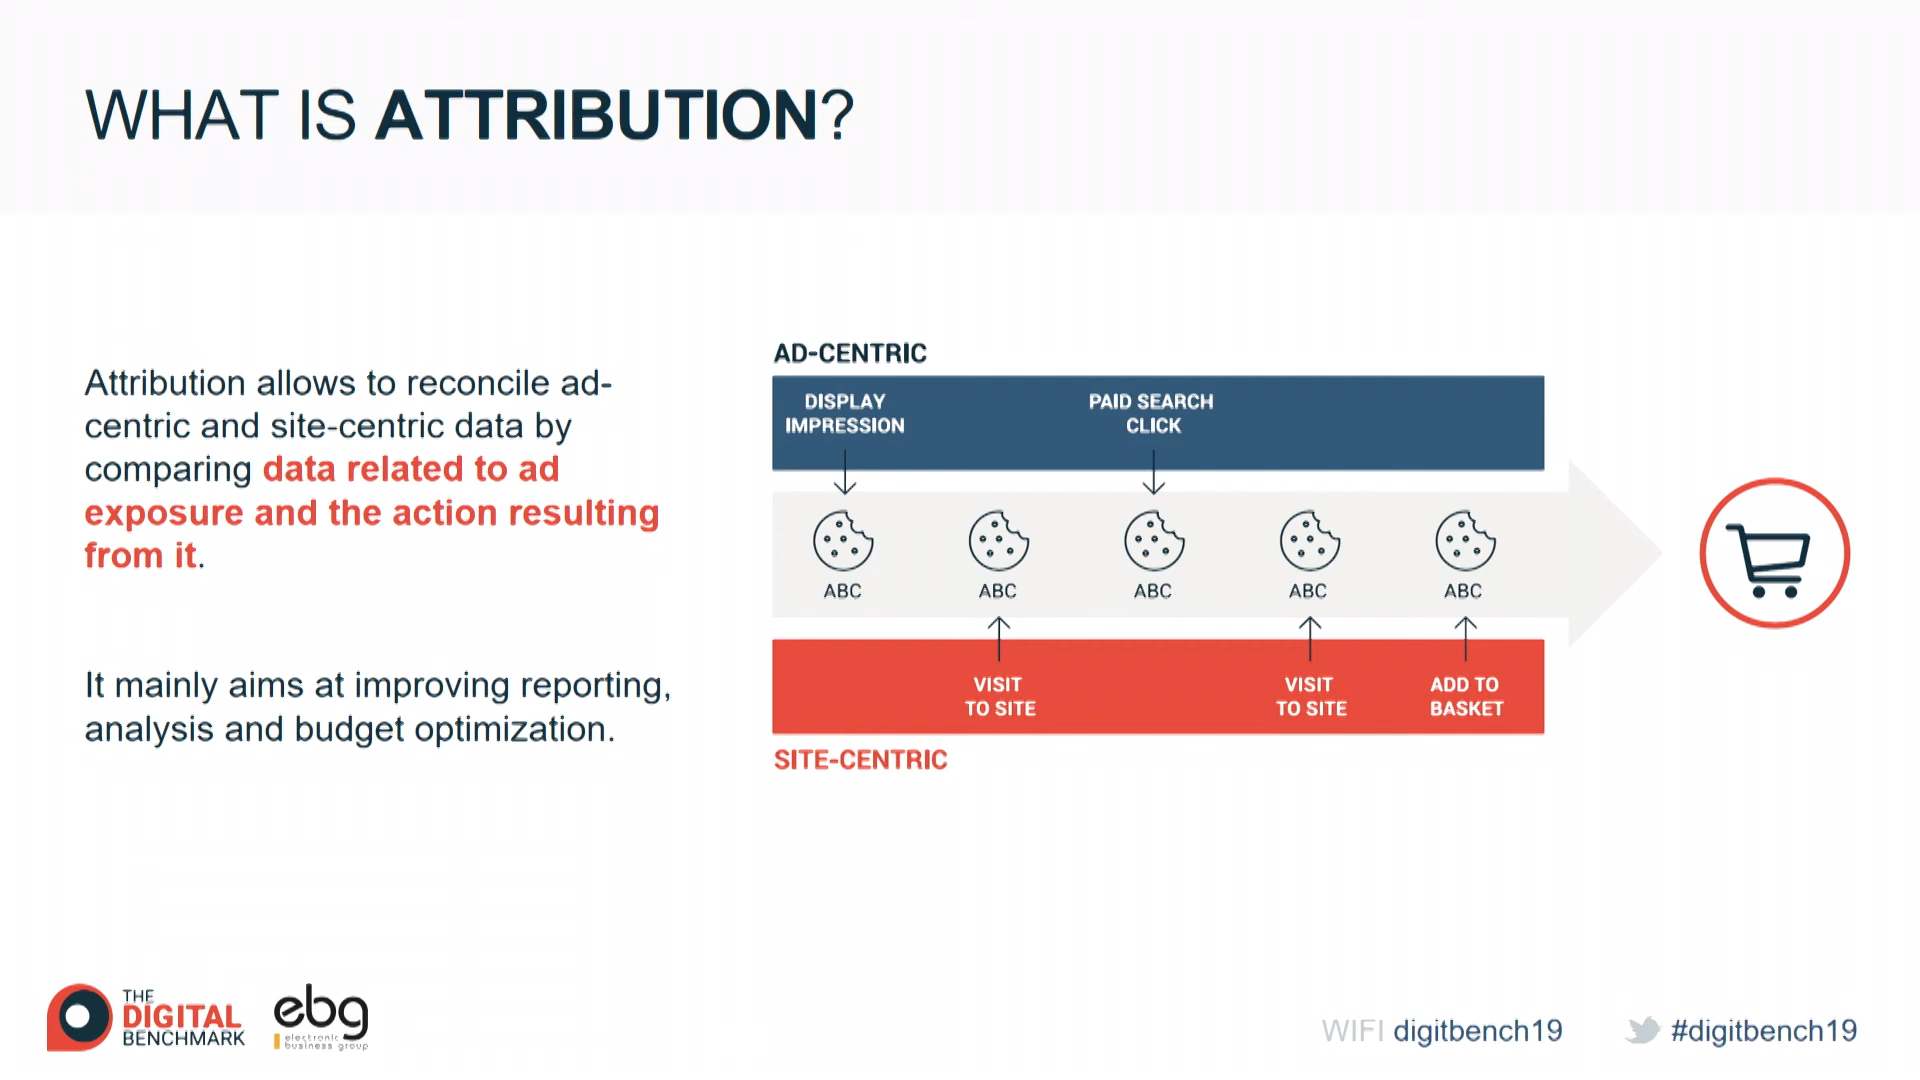 WHAT IS ATTRIBUTION?
Attribution allows to reconcile ad-
centric and site-centric data by
comparing data related to ad
exposure and the action resulting
from it.
It mainly aims at improving reporting,
analysis and budget optimization.
AD-CENTRIC
DISPLAY
IMPRESSION
PAID SEARCH
CLICK
ABC
ABC
ABC
ABC
ABC
VISIT
TO SITE
VISIT
TO SITE
ADD TO
BASKET
SITE-CENTRIC
THE
DIGITAL
BENCHMARK
ebg
electronic
business group
WIFI digitbench19
#digitbench19